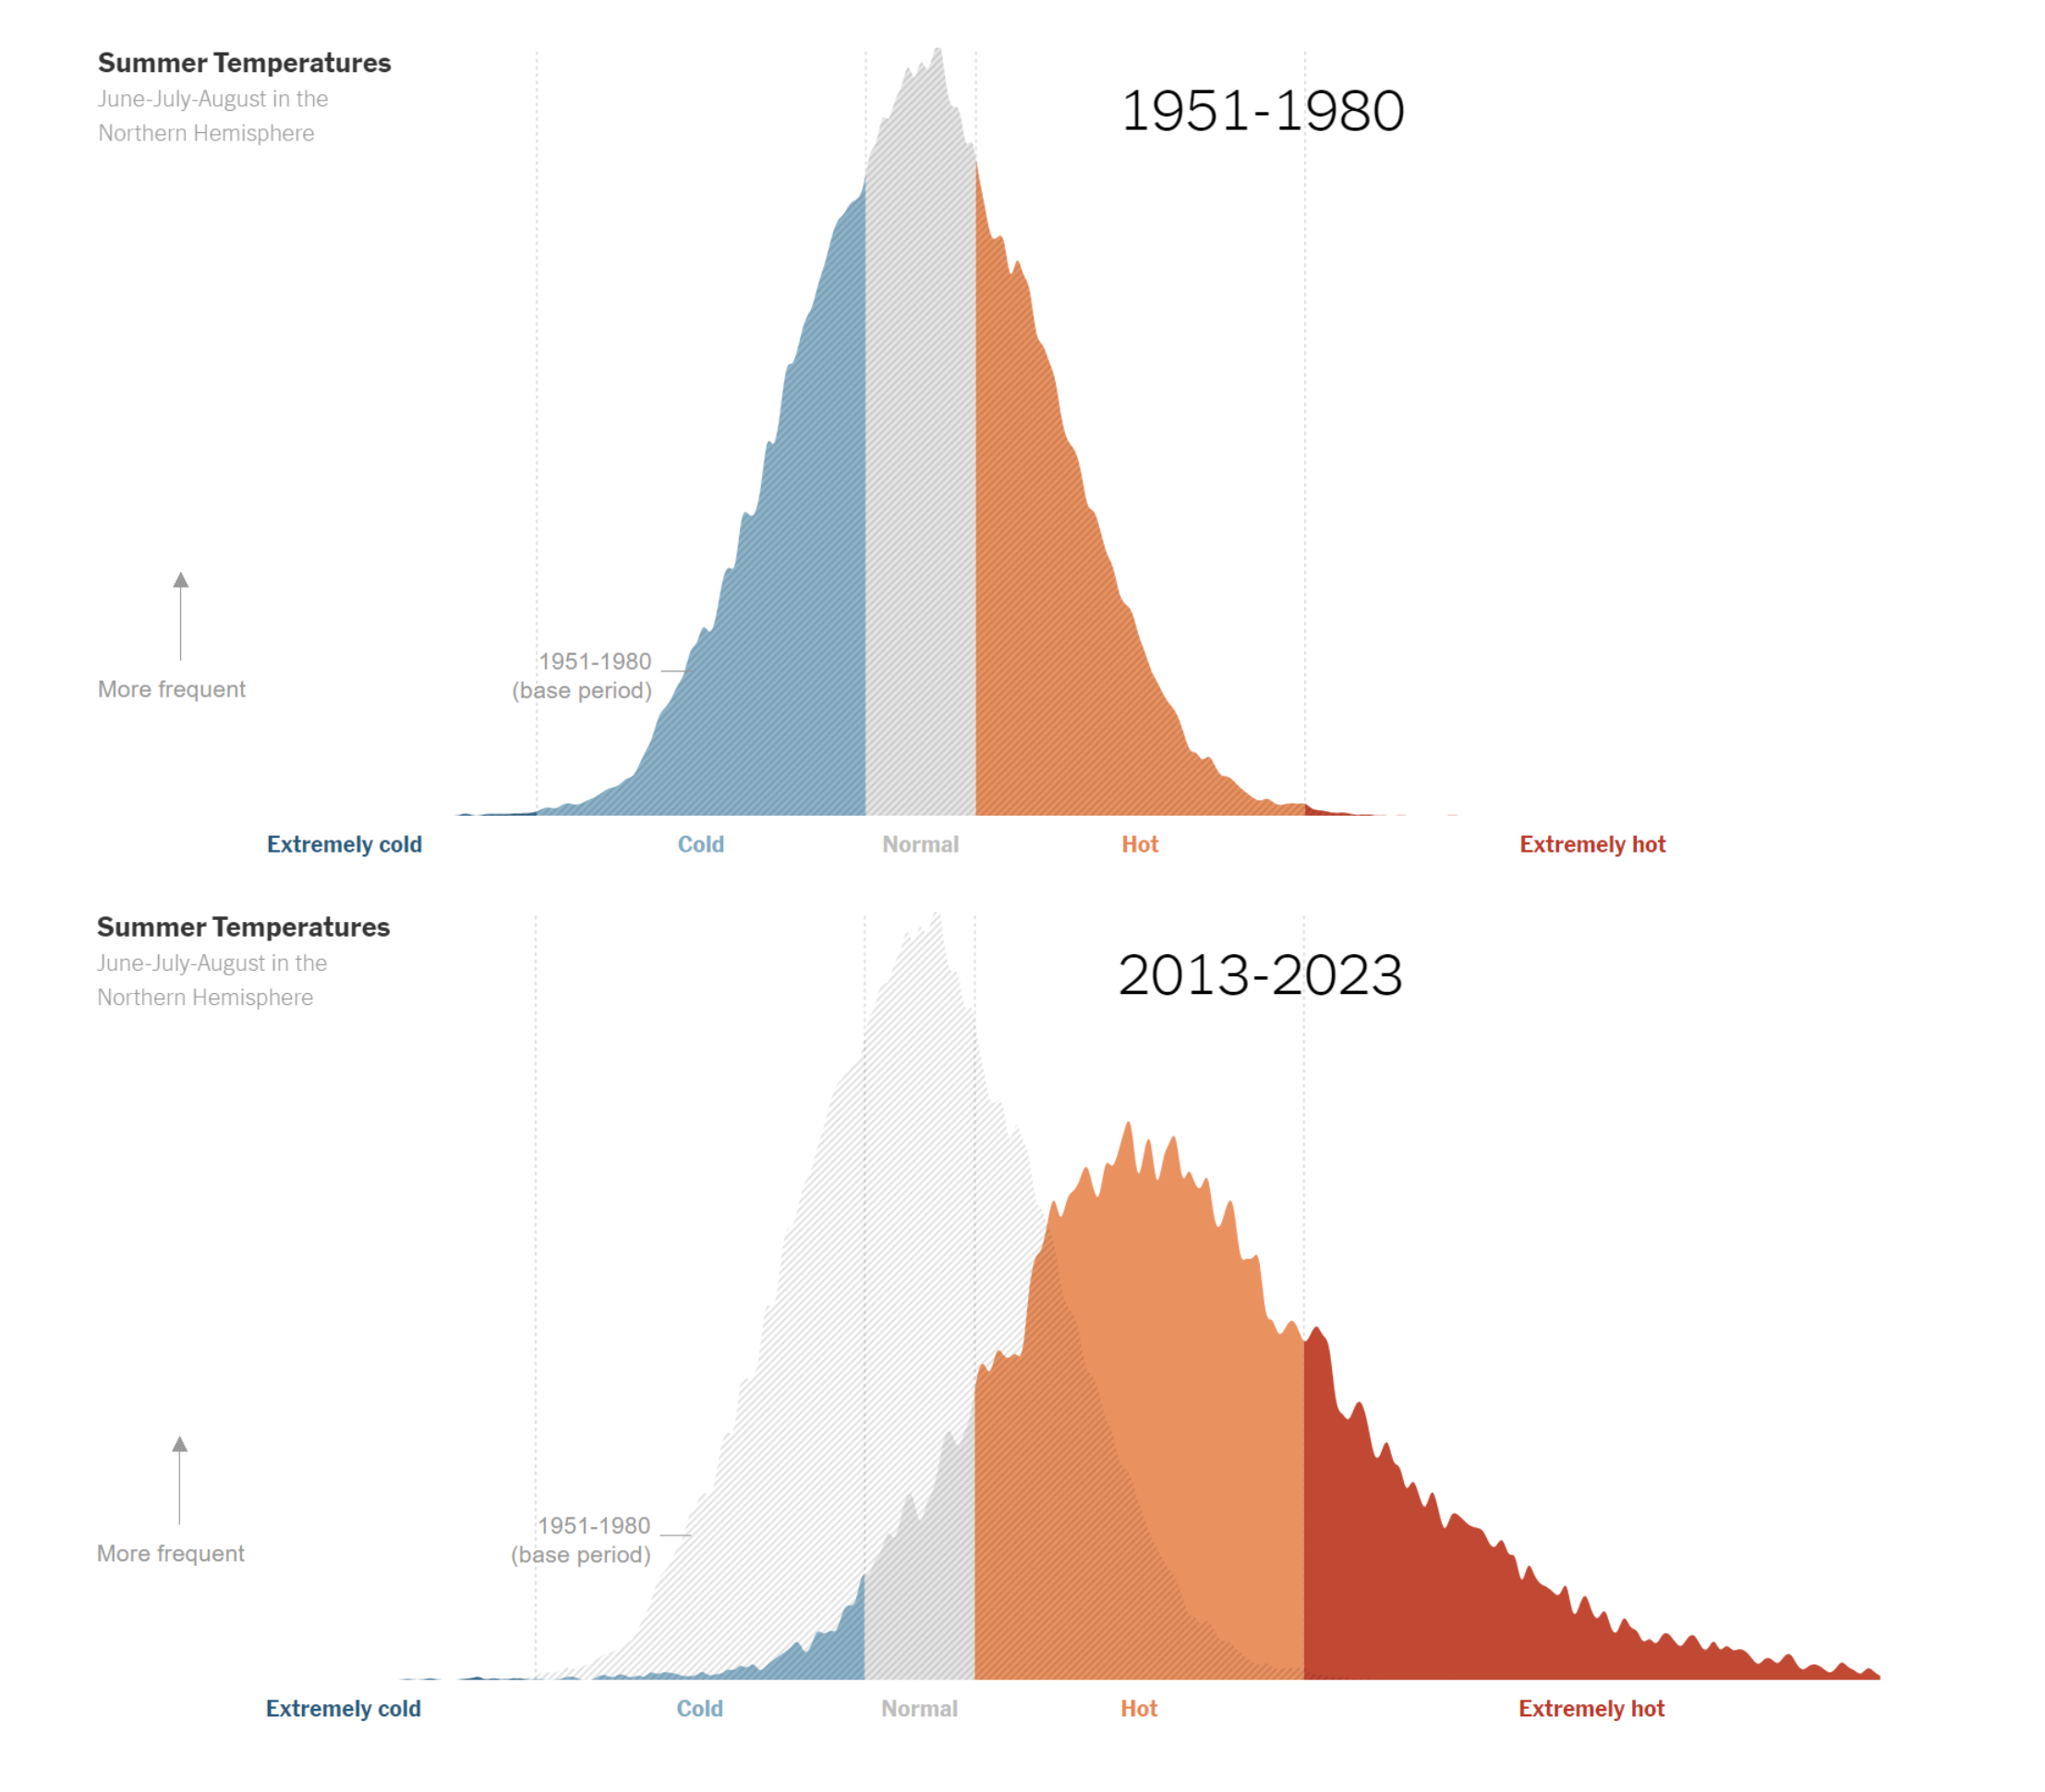 Summer Temperatures
June-July-August in the
Northern Hemisphere
1951-1980
1951-1980
(base period)
More frequent
Extremely cold
Cold
Normal
Hot
Extremely hot
Summer Temperatures
June-July-August in the
Northern Hemisphere
2013-2023
1951-1980
(base period)
More frequent
Extremely cold
Cold
Normal
Hot
Extremely hot